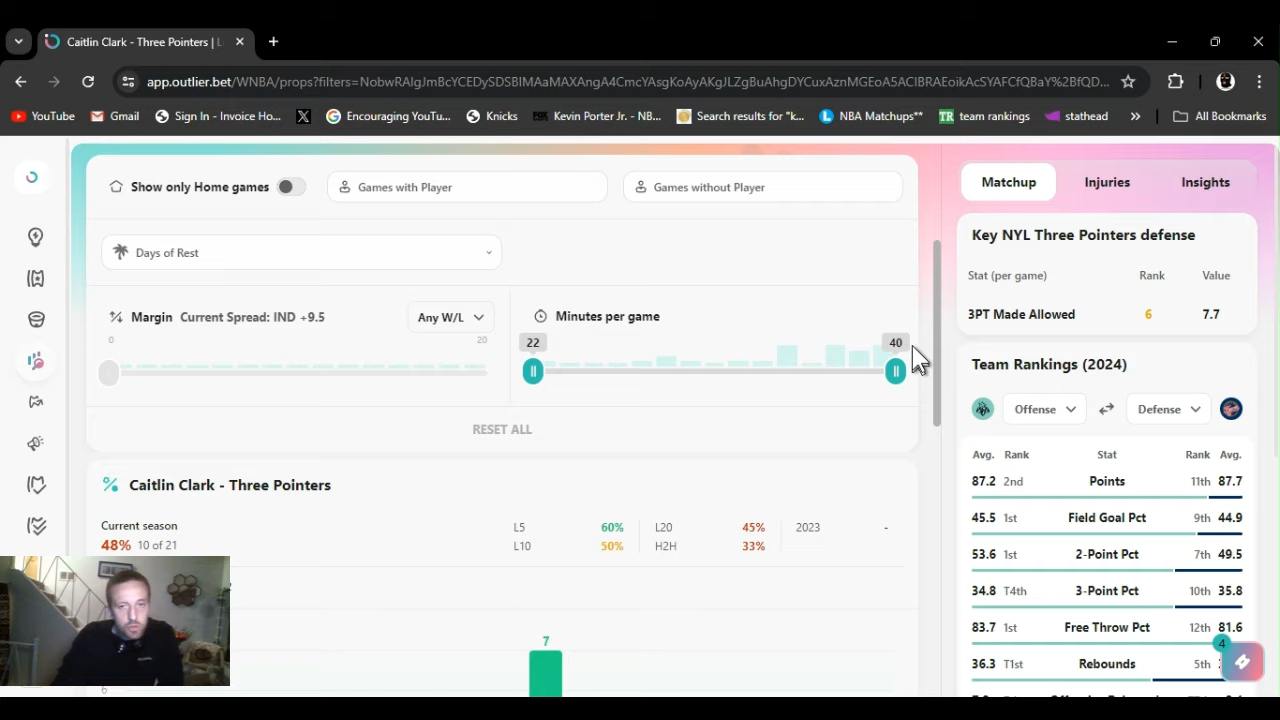 Caitlin Clark - Three Pointers | L
app.outlier.bet/WNBA/props?filters=NobwRAlgJmBcYCEDySDSBIMAaMAXAngA4CmcYAsgKoAyAKgJLZgBuAhgDYCuxAznMGEoA5ACIBRAEoikAcSYAFCfQBaY%2BfQD...
YouTube
Gmail
Sign In - Invoice Ho...
Encouraging YouTu...
Knicks
Kevin Porter Jr. - NB...
Search results for "k...
NBA Matchups**
TR team rankings
stathead
»
All Bookmarks
Show only Home games
Games with Player
Games without Player
Days of Rest
Margin Current Spread: IND +9.5
Any W/L
0
20
Minutes per game
22
40
RESET ALL
Caitlin Clark - Three Pointers
Current season
48% 10 of 21
L5 60%
L20 45%
2023 -
L10 50%
H2H 33%
7
6
Matchup
Injuries
Insights
Key NYL Three Pointers defense
Stat (per game) Rank Value
3PT Made Allowed 6 7.7
Team Rankings (2024)
Offense
Defense
Avg. Rank Stat Rank Avg.
87.2 2nd Points 11th 87.7
45.5 1st Field Goal Pct 9th 44.9
53.6 1st 2-Point Pct 7th 49.5
34.8 T4th 3-Point Pct 10th 35.8
83.7 1st Free Throw Pct 12th 81.6
4
36.3 T1st Rebounds 5th